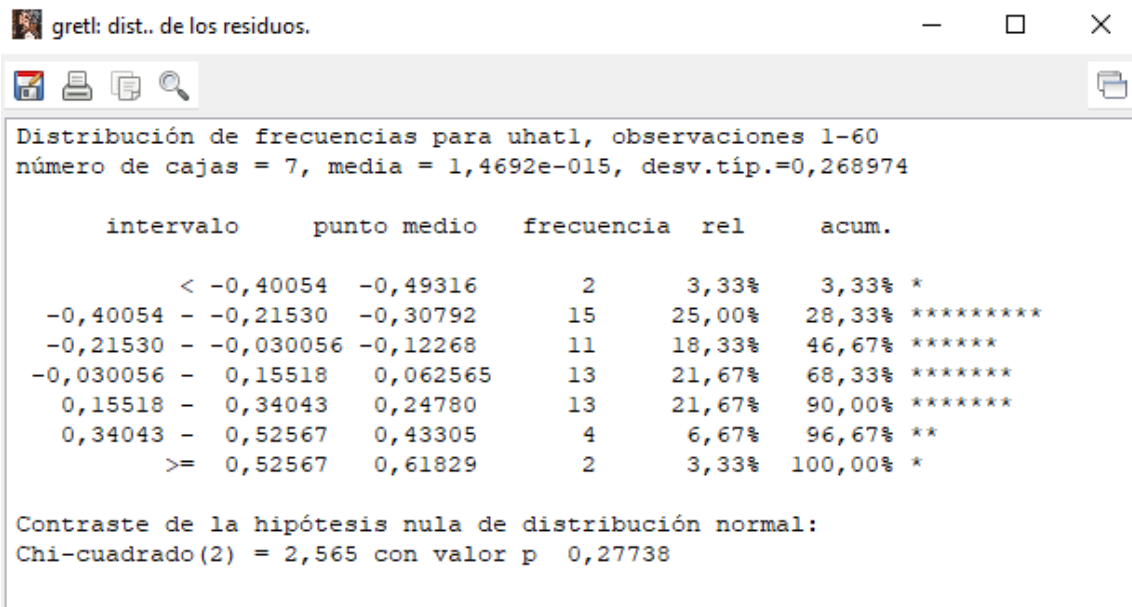 gretl: dist.. de los residuos.
Distribución de frecuencias para uhat1, observaciones 1-60
número de cajas = 7, media = 1,4692e-015, desv.típ.=0,268974
intervalo punto medio frecuencia rel acum.
< -0,40054 -0,49316 2 3,33% 3,33% *
-0,40054 - -0,21530 -0,30792 15 25,00% 28,33% *********
-0,21530 - -0,030056 -0,12268 11 18,33% 46,67% ******
-0,030056 - 0,15518 0,062565 13 21,67% 68,33% *******
0,15518 - 0,34043 0,24780 13 21,67% 90,00% *******
0,34043 - 0,52567 0,43305 4 6,67% 96,67% **
>= 0,52567 0,61829 2 3,33% 100,00% *
Contraste de la hipótesis nula de distribución normal:
Chi-cuadrado(2) = 2,565 con valor p 0,27738